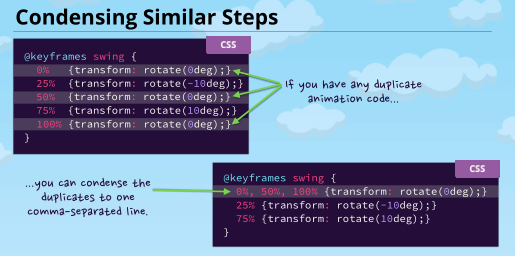 Condensing Similar Steps
CSS
@keyframes swing {
0% {transform: rotate(0deg);}
25% {transform: rotate(-10deg);}
50% {transform: rotate(0deg);}
75% {transform: rotate(10deg);}
100% {transform: rotate(0deg);}
}
If you have any duplicate
animation code...
...you can condense the
duplicates to one
comma-separated line.
CSS
@keyframes swing {
0%, 50%, 100% {transform: rotate(0deg);}
25% {transform: rotate(-10deg);}
75% {transform: rotate(10deg);}
}